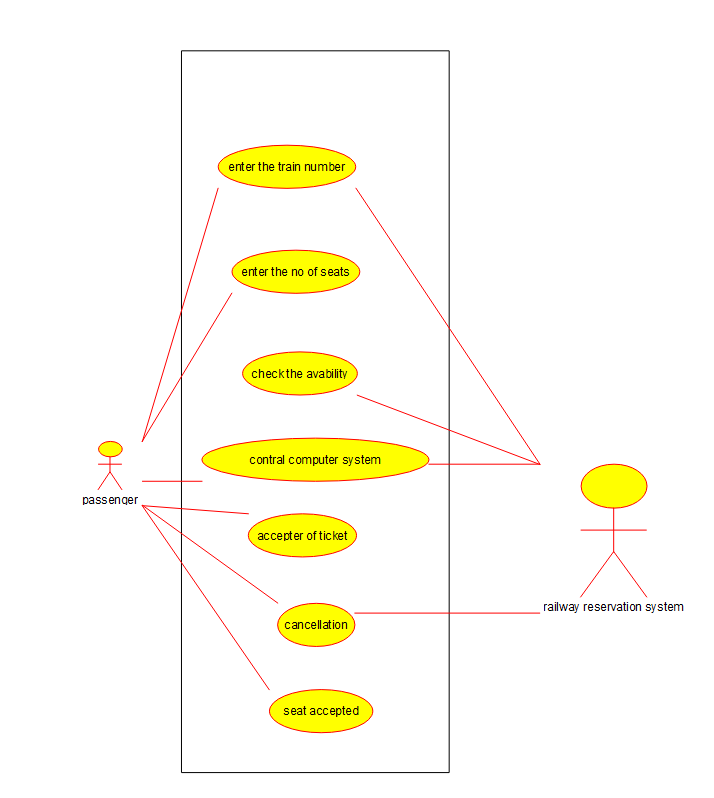 enter the train number
enter the no of seats
check the avability
contral computer system
passenger
accepter of ticket
railway reservation system
cancellation
seat accepted